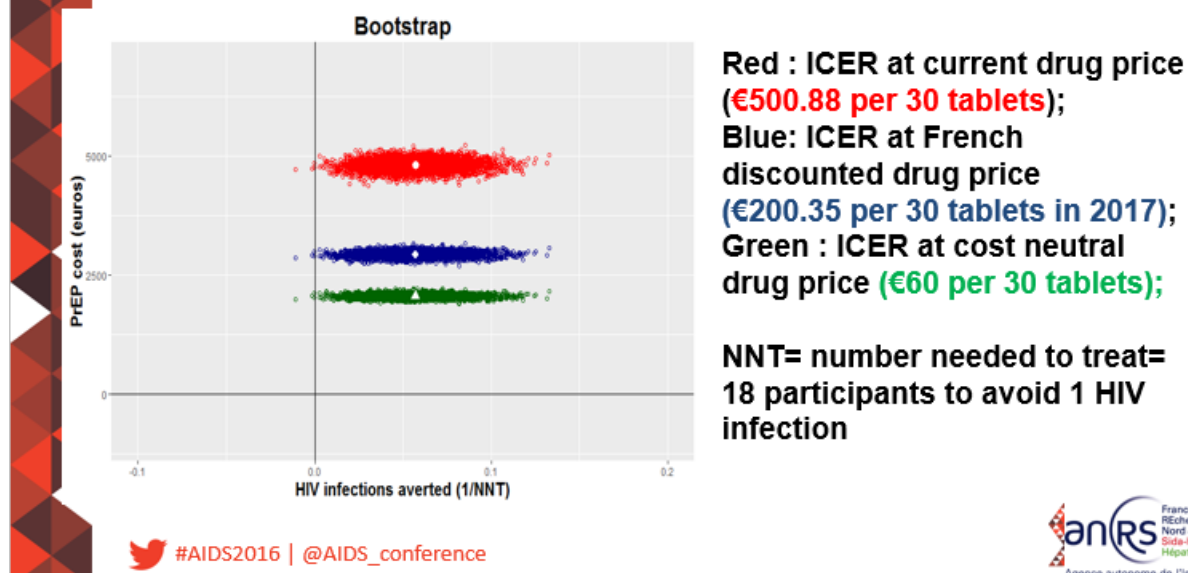 Bootstrap
5000
2500
0
PrEP cost (euros)
-0.1
0.0
0.1
0.2
HIV infections averted (1/NNT)
Red : ICER at current drug price
(€500.88 per 30 tablets);
Blue: ICER at French
discounted drug price
(€200.35 per 30 tablets in 2017);
Green : ICER at cost neutral
drug price (€60 per 30 tablets);
NNT= number needed to treat=
18 participants to avoid 1 HIV
infection
#AIDS2016 | @AIDS_conference
anRS
Nord